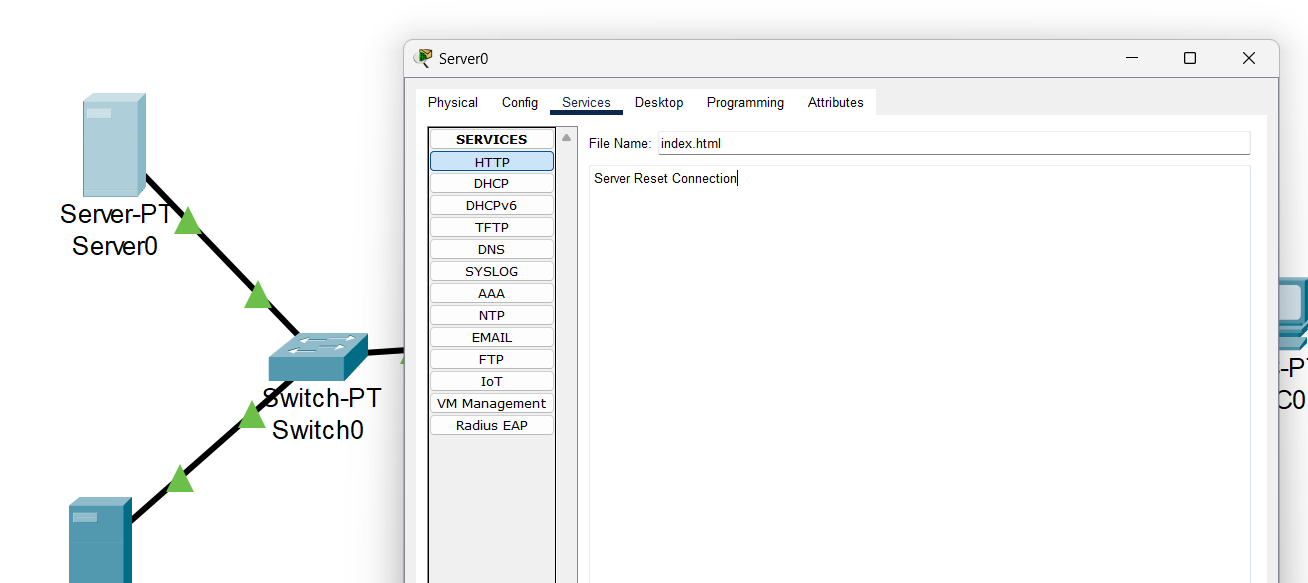 Server0
Physical Config Services Desktop Programming Attributes
SERVICES
HTTP
DHCP
DHCPv6
TFTP
DNS
SYSLOG
AAA
NTP
EMAIL
FTP
IoT
VM Management
Radius EAP
File Name: index.html
Server Reset Connection
Server-PT
Server0
Switch-PT
Switch0
-PT
C0